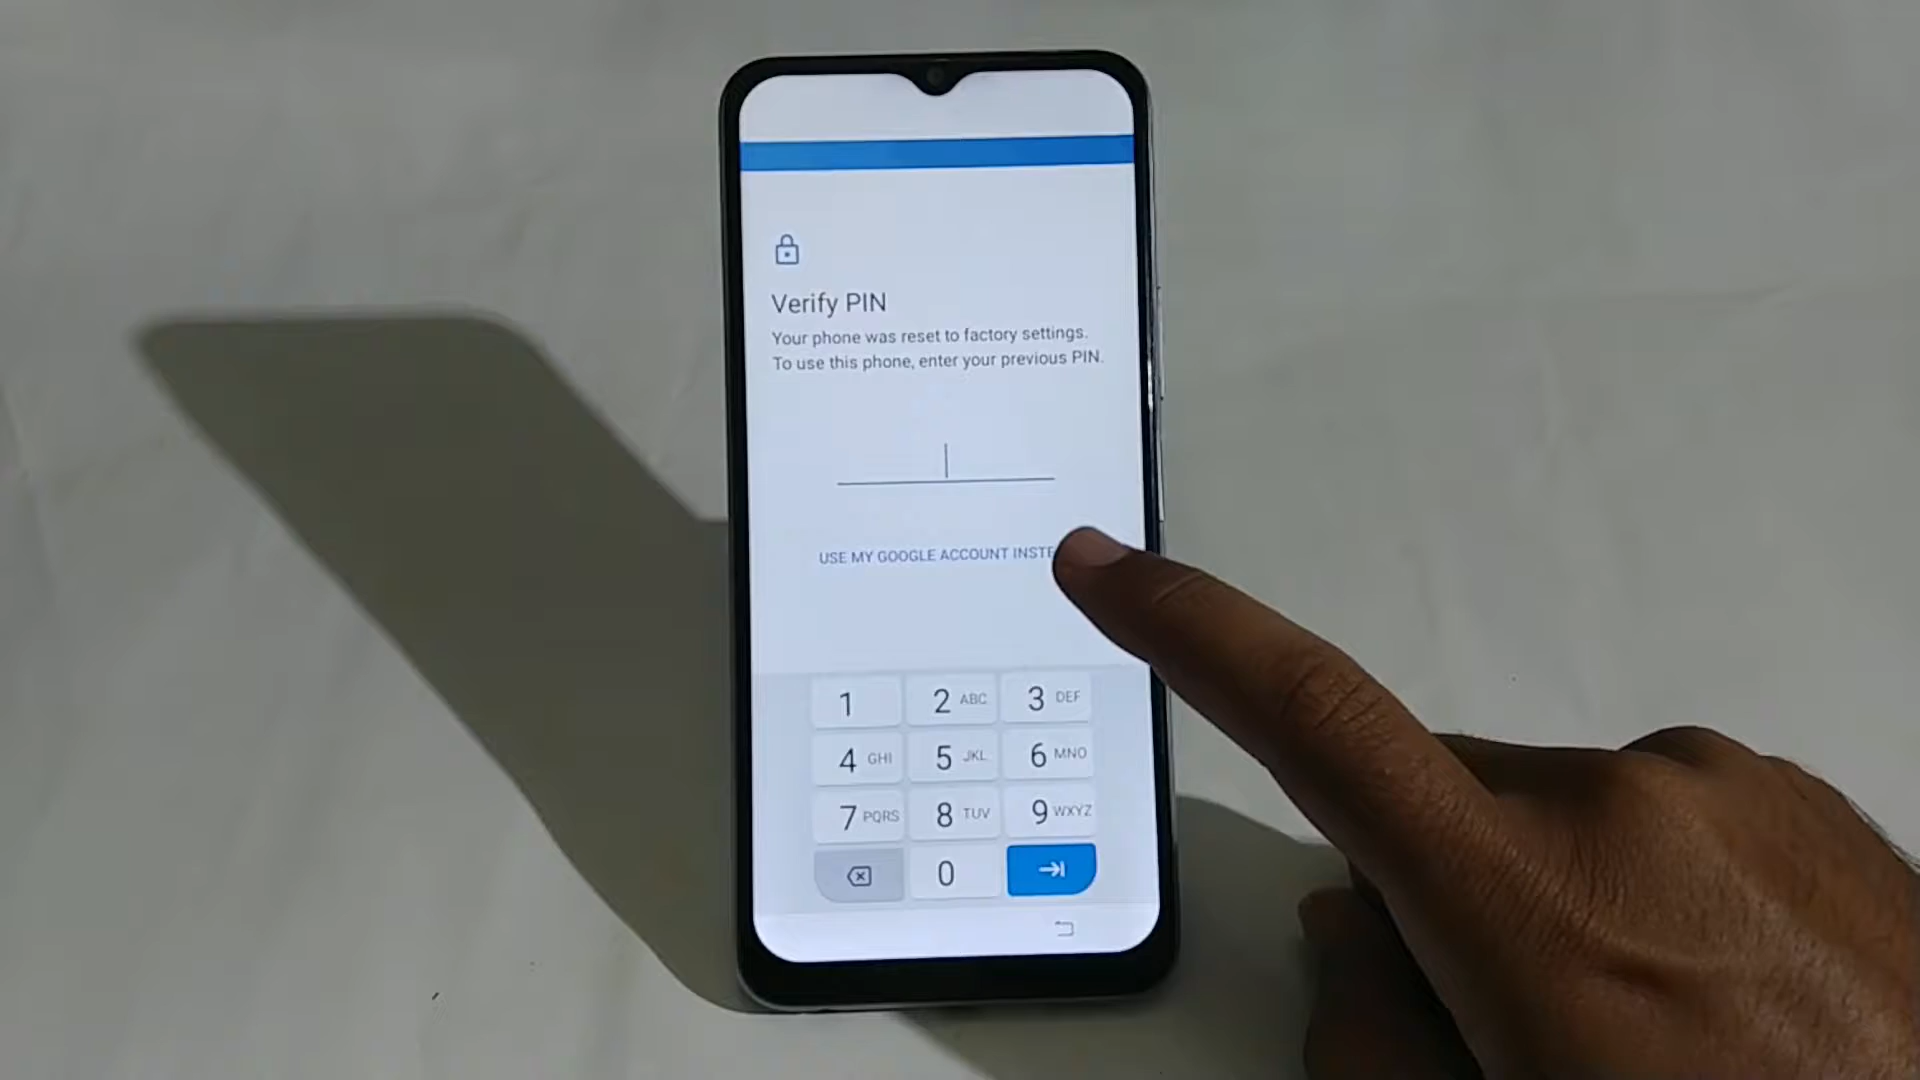 Verify PIN
Your phone was reset to factory settings.
To use this phone, enter your previous PIN.
USE MY GOOGLE ACCOUNT INSTE
1 2 ABC 3 DEF
4 GHI 5 JKL 6 MNO
7 PQRS 8 TUV 9 WXYZ
0